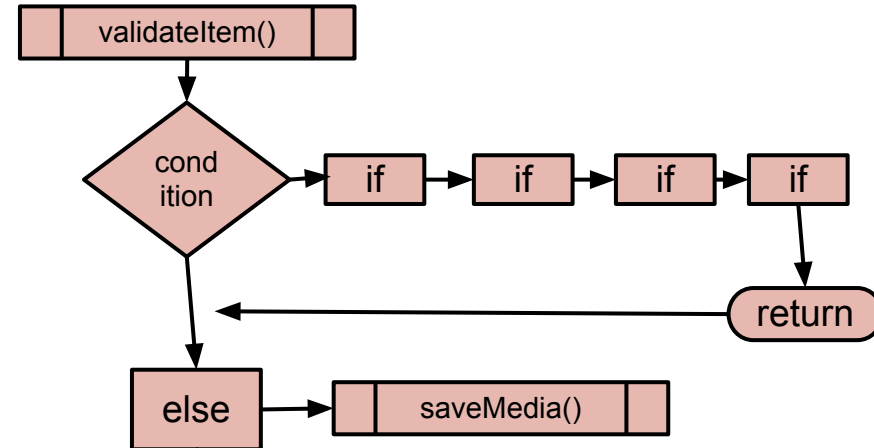 validateItem()
cond
ition
if
if
if
if
return
else
saveMedia()